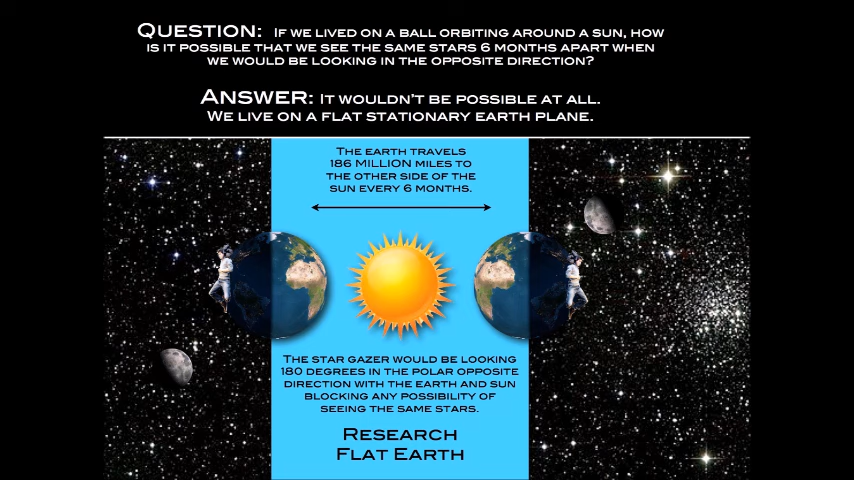 Question: If we lived on a ball orbiting around a sun, how
is it possible that we see the same stars 6 months apart when
we would be looking in the opposite direction?
Answer: It wouldn't be possible at all.
We live on a flat stationary earth plane.
The earth travels
186 million miles to
the other side of the
sun every 6 months.
The star gazer would be looking
180 degrees in the polar opposite
direction with the earth and sun
blocking any possibility of
seeing the same stars.
Research
Flat Earth